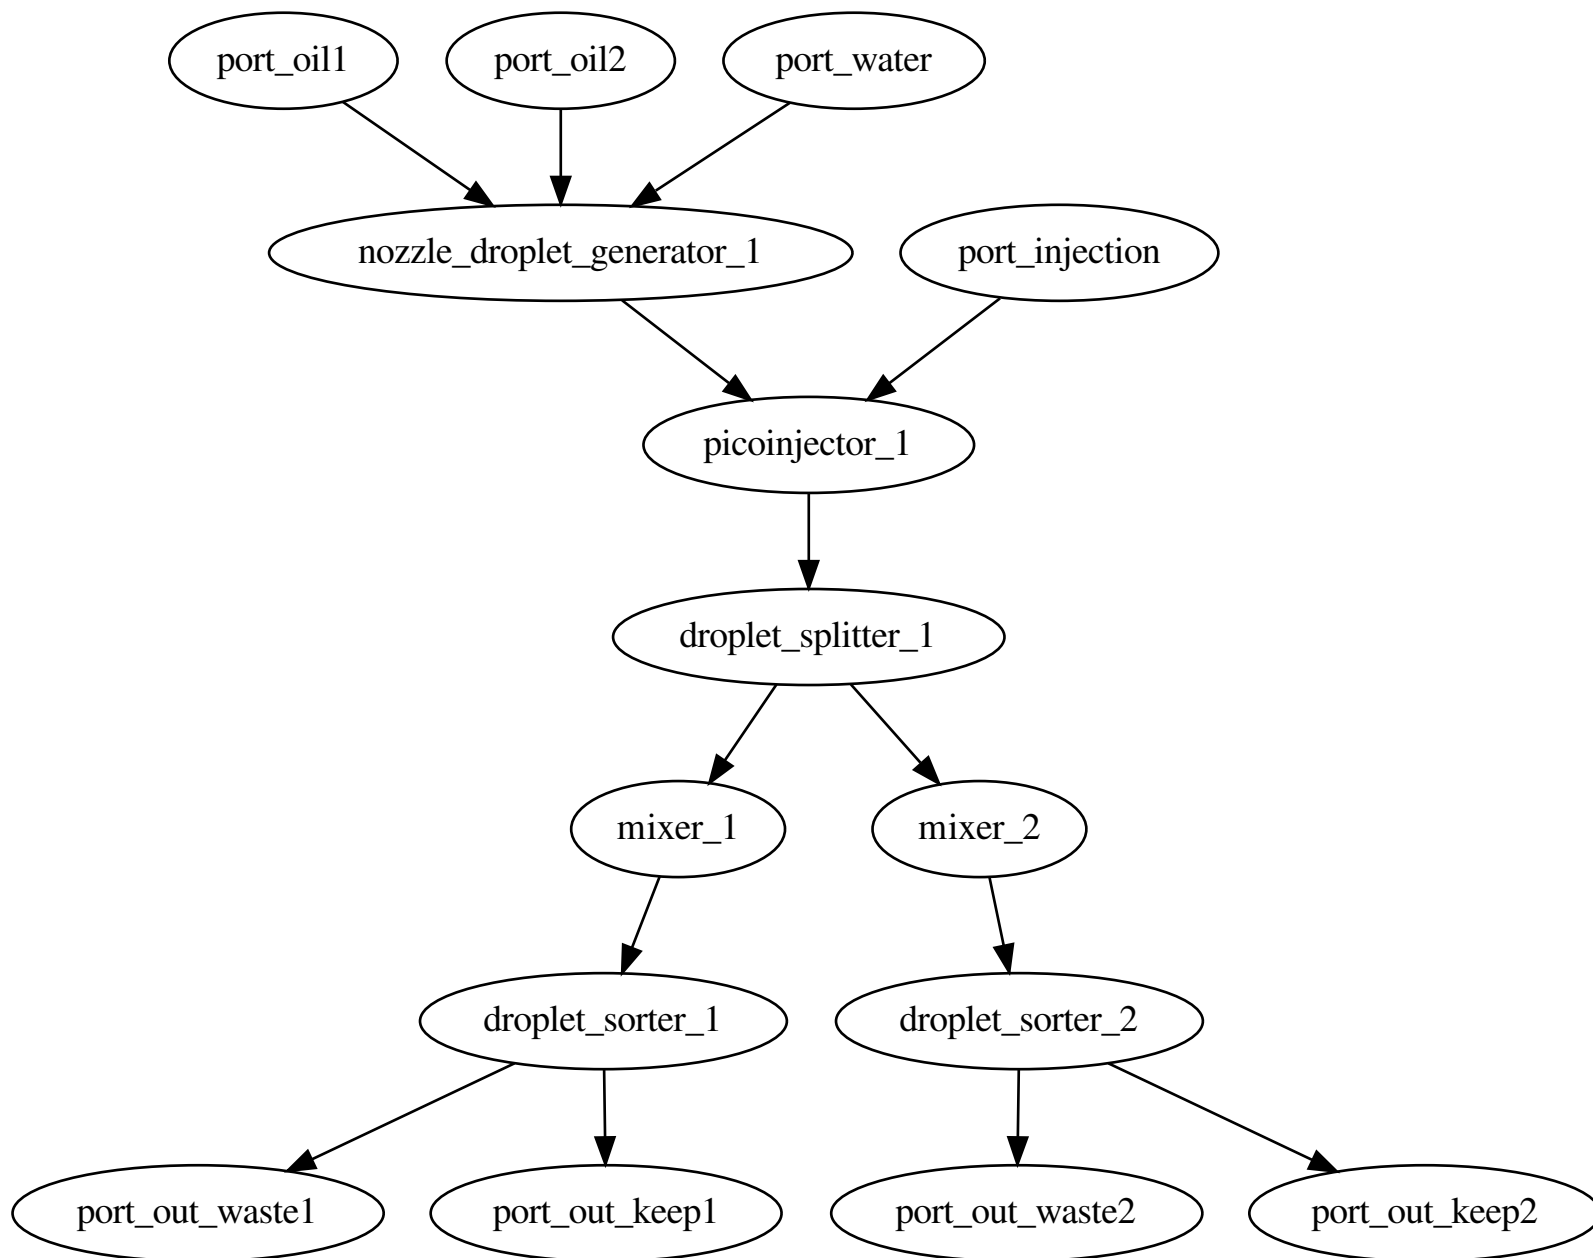 port_oil1
port_oil2
port_water
nozzle_droplet_generator_1
port_injection
picoinjector_1
droplet_splitter_1
mixer_1
mixer_2
droplet_sorter_1
droplet_sorter_2
port_out_waste1
port_out_keep1
port_out_waste2
port_out_keep2